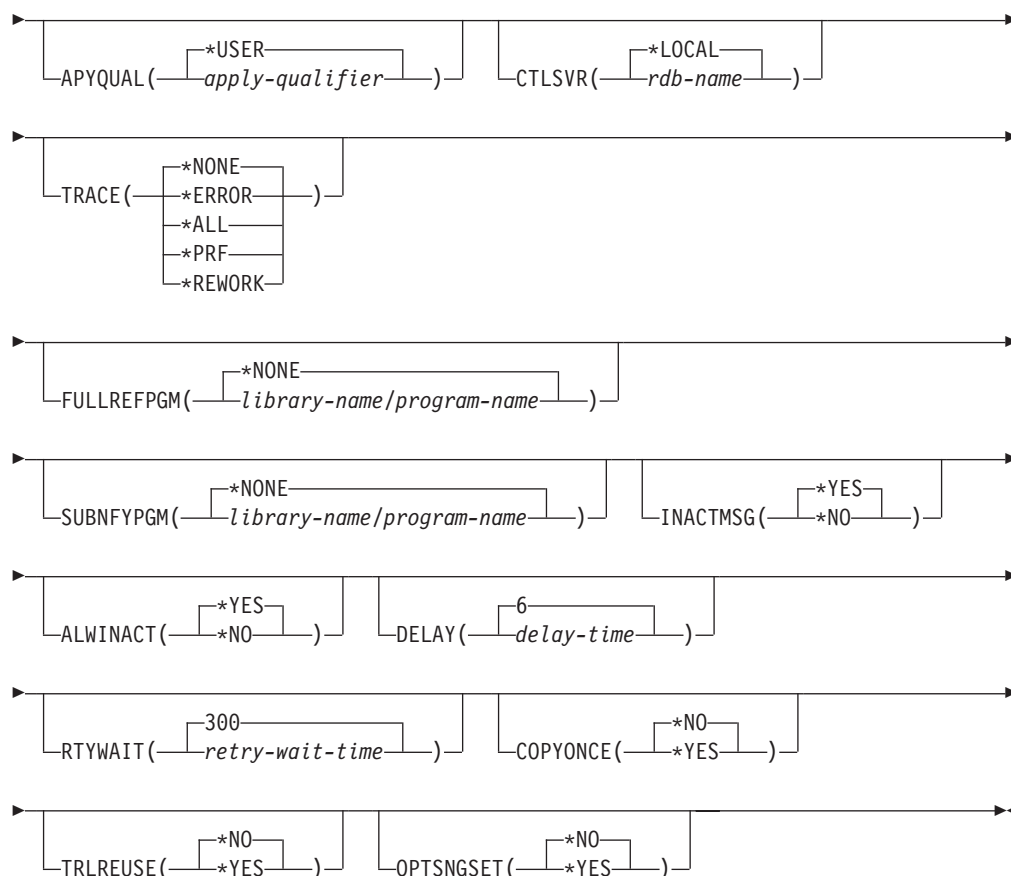 *USER
APYQUAL( apply-qualifier )
*LOCAL
CTLSVR( rdb-name )
*NONE
TRACE( *ERROR )
*ALL
*PRF
*REWORK
*NONE
FULLREFPGM( library-name/program-name )
*NONE
SUBNFYPGM( library-name/program-name )
*YES
INACTMSG( *NO )
*YES
ALWINACT( *NO )
6
DELAY( delay-time )
300
RTYWAIT( retry-wait-time )
*NO
COPYONCE( *YES )
*NO
TRLREUSE( *YES )
*NO
OPTSNGSET( *YES )